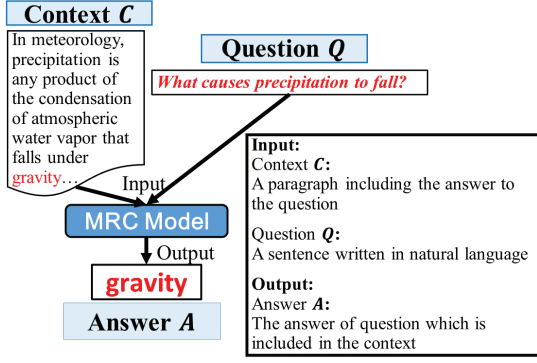 Context C
In meteorology,
precipitation is
any product of
the condensation
of atmospheric
water vapor that
falls under
gravity...
Question Q
What causes precipitation to fall?
Input
MRC Model
Output
gravity
Answer A
Input:
Context C:
A paragraph including the answer to
the question
Question Q:
A sentence written in natural language
Output:
Answer A:
The answer of question which is
included in the context